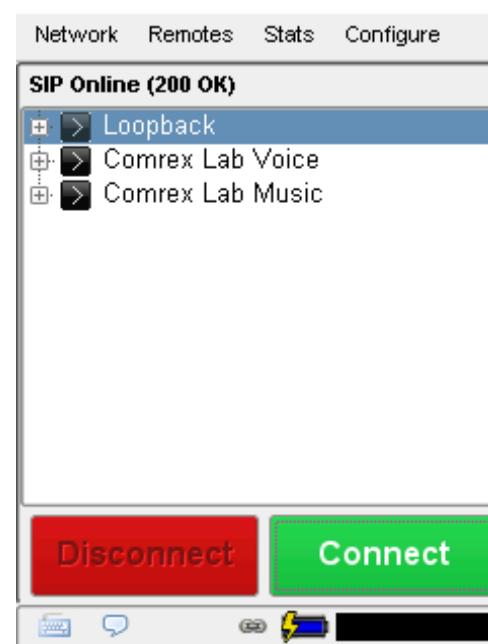 Network Remotes Stats Configure
SIP Online (200 OK)
Loopback
Comrex Lab Voice
Comrex Lab Music
Disconnect Connect